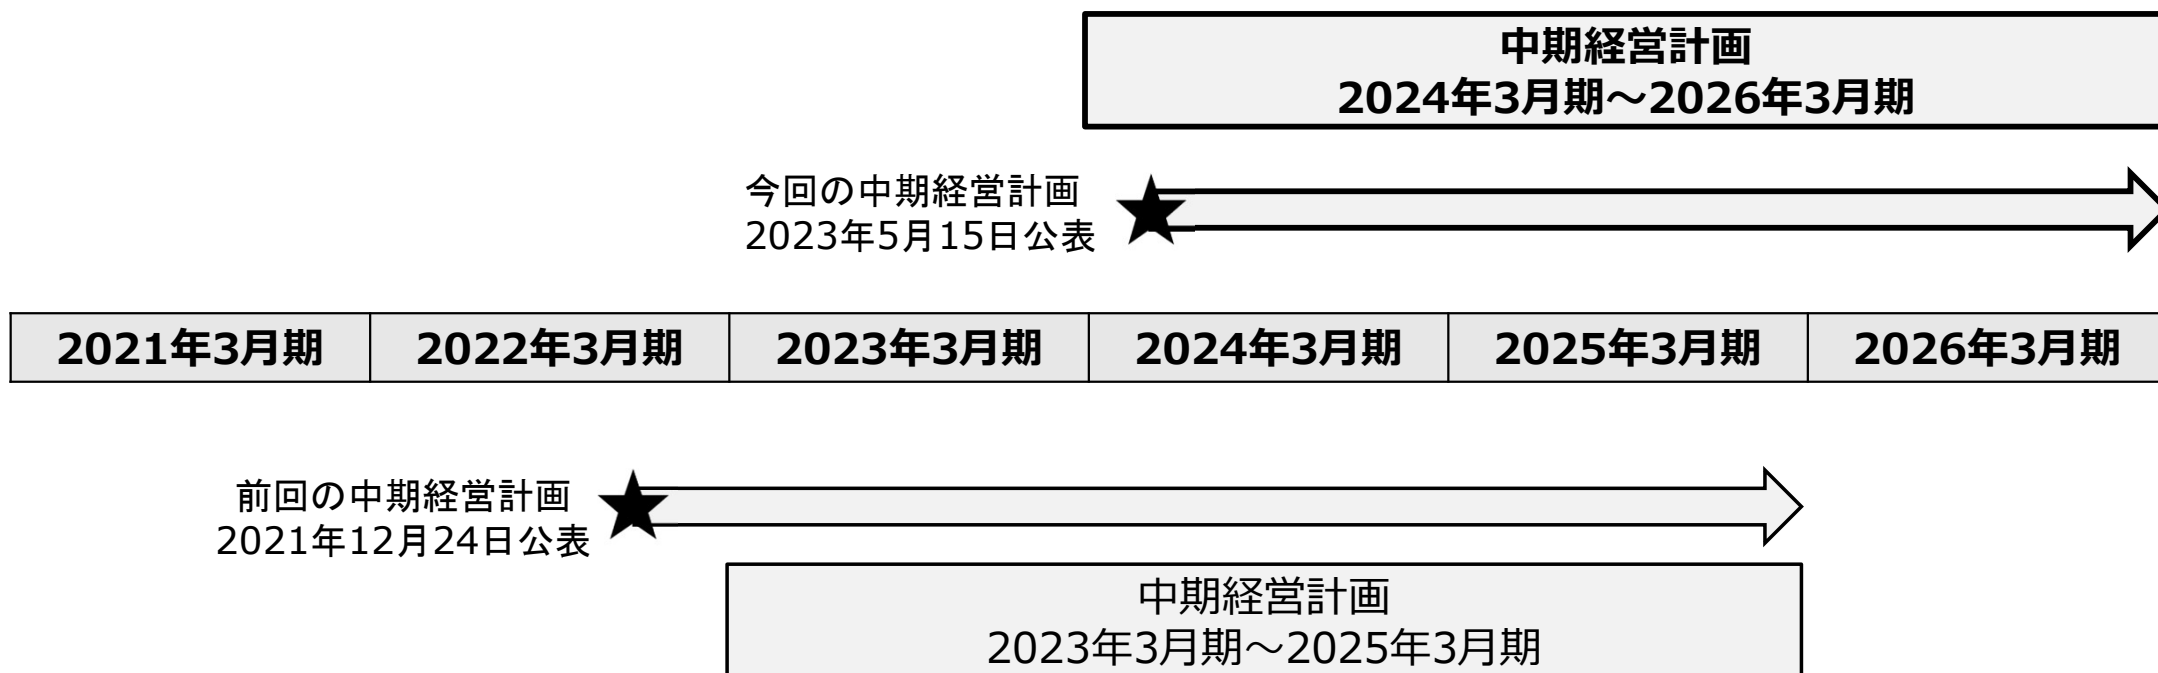 中期経営計画
2024年3月期～2026年3月期
今回の中期経営計画
2023年5月15日公表
2021年3月期
2022年3月期
2023年3月期
2024年3月期
2025年3月期
2026年3月期
前回の中期経営計画
2021年12月24日公表
中期経営計画
2023年3月期～2025年3月期